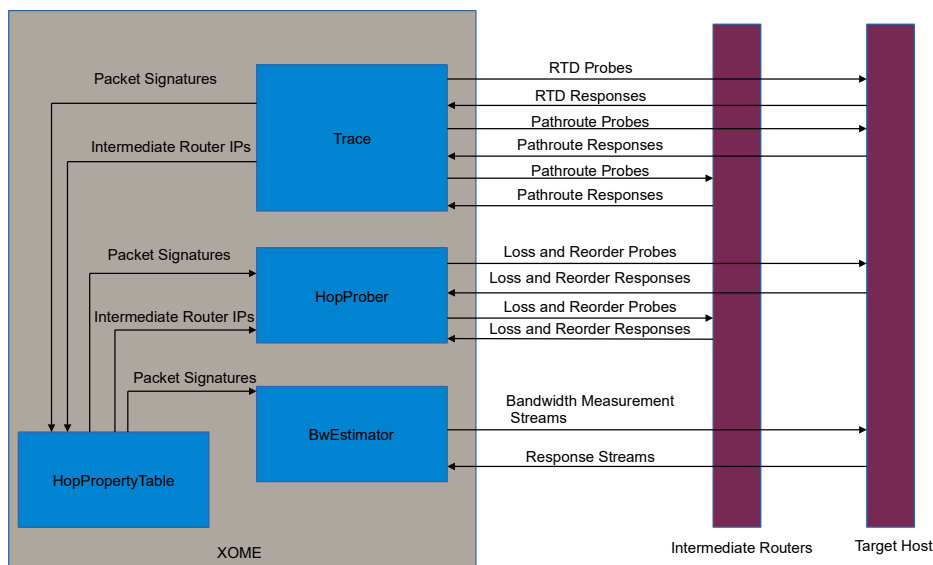 Packet Signatures
Intermediate Router IPs
Trace
RTD Probes
RTD Responses
Pathroute Probes
Pathroute Responses
Pathroute Probes
Pathroute Responses
Packet Signatures
Intermediate Router IPs
HopProber
Loss and Reorder Probes
Loss and Reorder Responses
Loss and Reorder Probes
Loss and Reorder Responses
Packet Signatures
BwEstimator
Bandwidth Measurement
Streams
Response Streams
HopPropertyTable
XOME
Intermediate Routers
Target Host